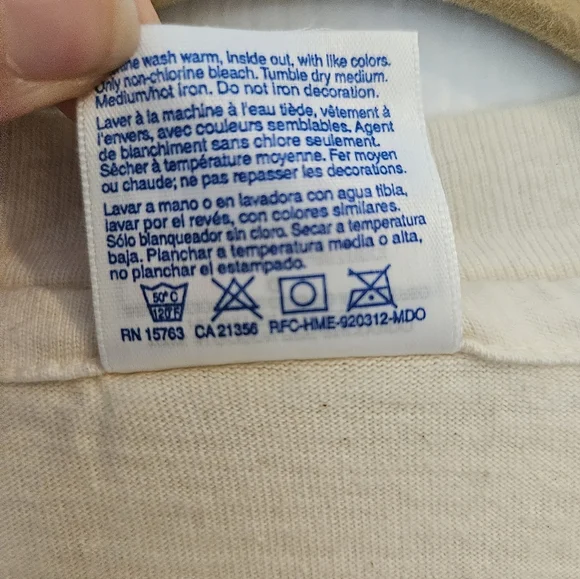 wash warm, inside out, with like colors.
Only non-chlorine bleach. Tumble dry medium.
Medium/hot iron. Do not iron decoration.
Laver à la machine à l'eau tiède, vêtement à
l'envers, avec couleurs semblables. Agent
de blanchiment sans chlore seulement.
Sécher à température moyenne. Fer moyen
ou chaude; ne pas repasser les decorations.
Lavar a mano o en lavadora con agua tibia,
lavar por el revés, con colores similares.
Sólo blanqueador sin cloro. Secar a temperatura
baja. Planchar a temperatura media o alta,
no planchar el estampado.
50°C
120°F
RN 15763 CA 21356 RFC-HME-920312-MDO